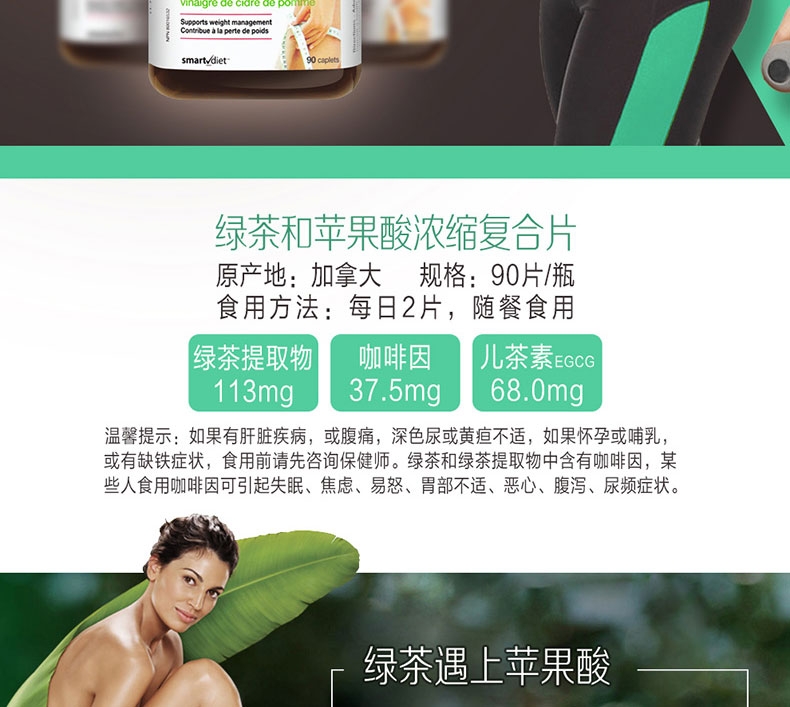 vinaigre de cidre de pomme
Supports weight management
Contribue à la perte de poids
smart diet
90 caplets
绿茶和苹果酸浓缩复合片
原产地：加拿大 规格：90片/瓶
食用方法：每日2片，随餐食用
绿茶提取物
113mg
咖啡因
37.5mg
儿茶素EGCG
68.0mg
温馨提示：如果有肝脏疾病，或腹痛，深色尿或黄疸不适，如果怀孕或哺乳，
或有缺铁症状，食用前请先咨询保健师。绿茶和绿茶提取物中含有咖啡因，某
些人食用咖啡因可引起失眠、焦虑、易怒、胃部不适、恶心、腹泻、尿频症状。
绿茶遇上苹果酸